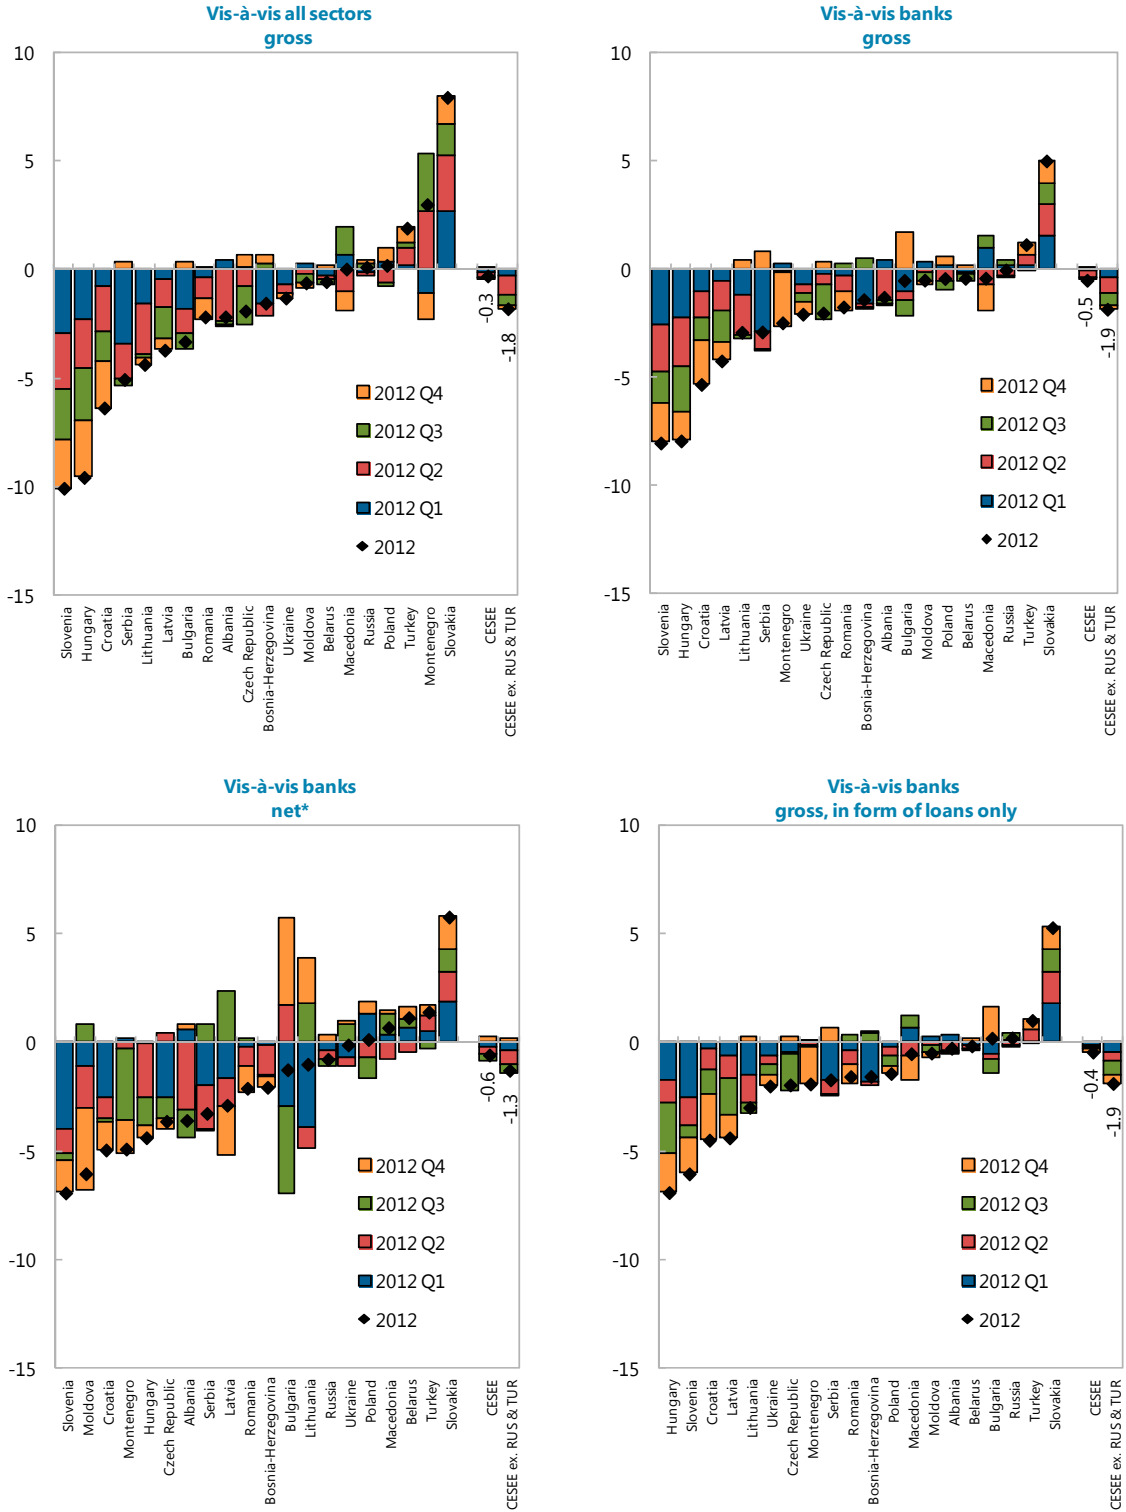 Vis-à-vis all sectors
gross
10
5
0
-5
-10
-15
-0.3
-1.8
2012 Q4
2012 Q3
2012 Q2
2012 Q1
2012
Slovenia
Hungary
Croatia
Serbia
Lithuania
Latvia
Bulgaria
Romania
Albania
Czech Republic
Bosnia-Herzegovina
Ukraine
Moldova
Belarus
Macedonia
Russia
Poland
Turkey
Montenegro
Slovakia
CESEE
CESEE ex. RUS & TUR
Vis-à-vis banks
gross
10
5
0
-5
-10
-15
-0.5
-1.9
2012 Q4
2012 Q3
2012 Q2
2012 Q1
2012
Slovenia
Hungary
Croatia
Latvia
Lithuania
Serbia
Montenegro
Ukraine
Czech Republic
Romania
Bosnia-Herzegovina
Albania
Bulgaria
Moldova
Poland
Belarus
Macedonia
Russia
Turkey
Slovakia
CESEE
CESEE ex. RUS & TUR
Vis-à-vis banks
net*
10
5
0
-5
-10
-15
-0.6
-1.3
2012 Q4
2012 Q3
2012 Q2
2012 Q1
2012
Slovenia
Moldova
Croatia
Montenegro
Hungary
Czech Republic
Albania
Serbia
Latvia
Romania
Bosnia-Herzegovina
Bulgaria
Lithuania
Russia
Ukraine
Poland
Macedonia
Belarus
Turkey
Slovakia
CESEE
CESEE ex. RUS & TUR
Vis-à-vis banks
gross, in form of loans only
10
5
0
-5
-10
-15
-0.4
-1.9
2012 Q4
2012 Q3
2012 Q2
2012 Q1
2012
Hungary
Slovenia
Croatia
Latvia
Lithuania
Ukraine
Czech Republic
Montenegro
Serbia
Romania
Bosnia-Herzegovina
Poland
Macedonia
Moldova
Albania
Belarus
Bulgaria
Russia
Turkey
Slovakia
CESEE
CESEE ex. RUS & TUR